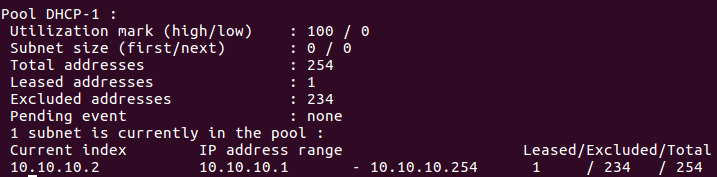 Pool DHCP-1 :
Utilization mark (high/low)    : 100 / 0
Subnet size (first/next)       : 0 / 0
Total addresses                : 254
Leased addresses               : 1
Excluded addresses             : 234
Pending event                  : none
1 subnet is currently in the pool :
Current index        IP address range                    Leased/Excluded/Total
10.10.10.2           10.10.10.1       - 10.10.10.254      1     / 234   / 254